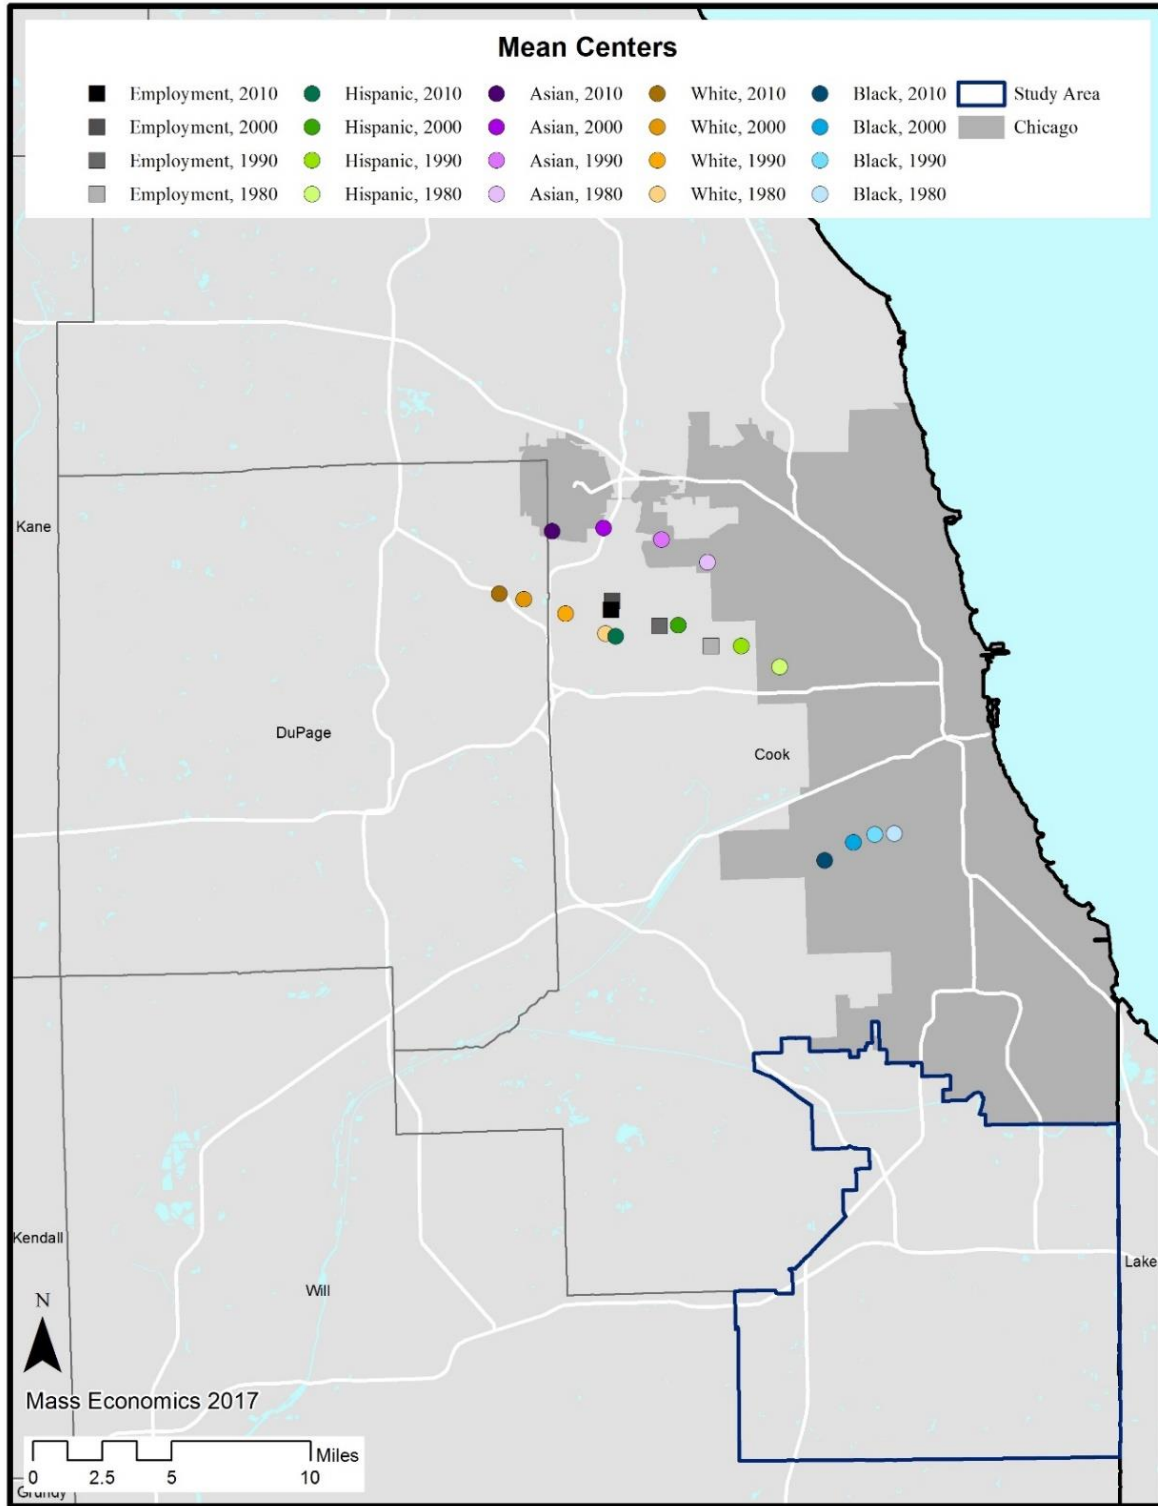 Mean Centers
Employment, 2010 Hispanic, 2010 Asian, 2010 White, 2010 Black, 2010 Study Area
Employment, 2000 Hispanic, 2000 Asian, 2000 White, 2000 Black, 2000 Chicago
Employment, 1990 Hispanic, 1990 Asian, 1990 White, 1990 Black, 1990
Employment, 1980 Hispanic, 1980 Asian, 1980 White, 1980 Black, 1980
Kane
DuPage
Cook
Kendall
Lake
Will
N
Mass Economics 2017
Miles
0 2.5 5 10
Grundy